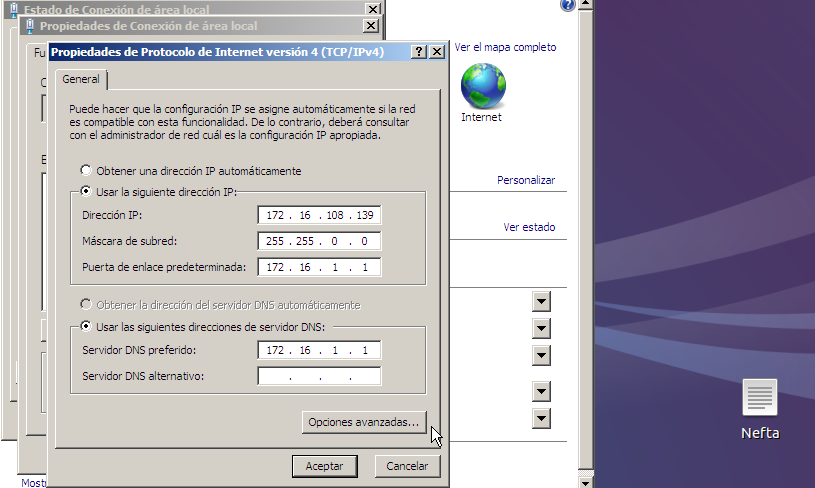 Estado de Conexión de área local
Propiedades de Conexión de área local
Propiedades de Protocolo de Internet versión 4 (TCP/IPv4)
General
Puede hacer que la configuración IP se asigne automáticamente si la red
es compatible con esta funcionalidad. De lo contrario, deberá consultar
con el administrador de red cuál es la configuración IP apropiada.
Obtener una dirección IP automáticamente
Usar la siguiente dirección IP:
Dirección IP: 172 . 16 . 108 . 139
Máscara de subred: 255 . 255 . 0 . 0
Puerta de enlace predeterminada: 172 . 16 . 1 . 1
Obtener la dirección del servidor DNS automáticamente
Usar las siguientes direcciones de servidor DNS:
Servidor DNS preferido: 172 . 16 . 1 . 1
Servidor DNS alternativo: . . .
Opciones avanzadas...
Aceptar Cancelar
Ver el mapa completo
Internet
Personalizar
Ver estado
Nefta